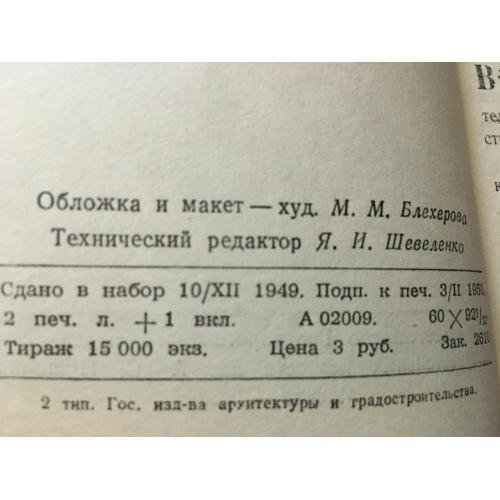 Обложка и макет — худ. М. М. Блехерова
Технический редактор Я. И. Шевеленко
Сдано в набор 10/XII 1949. Подп. к печ. 3/II 1950.
2 печ. л. + 1 вкл. А 02009. 60 × 92 1/
Тираж 15 000 экз. Цена 3 руб. Зак. 2610
2 тип. Гос. изд-ва архитектуры и градостроительства.